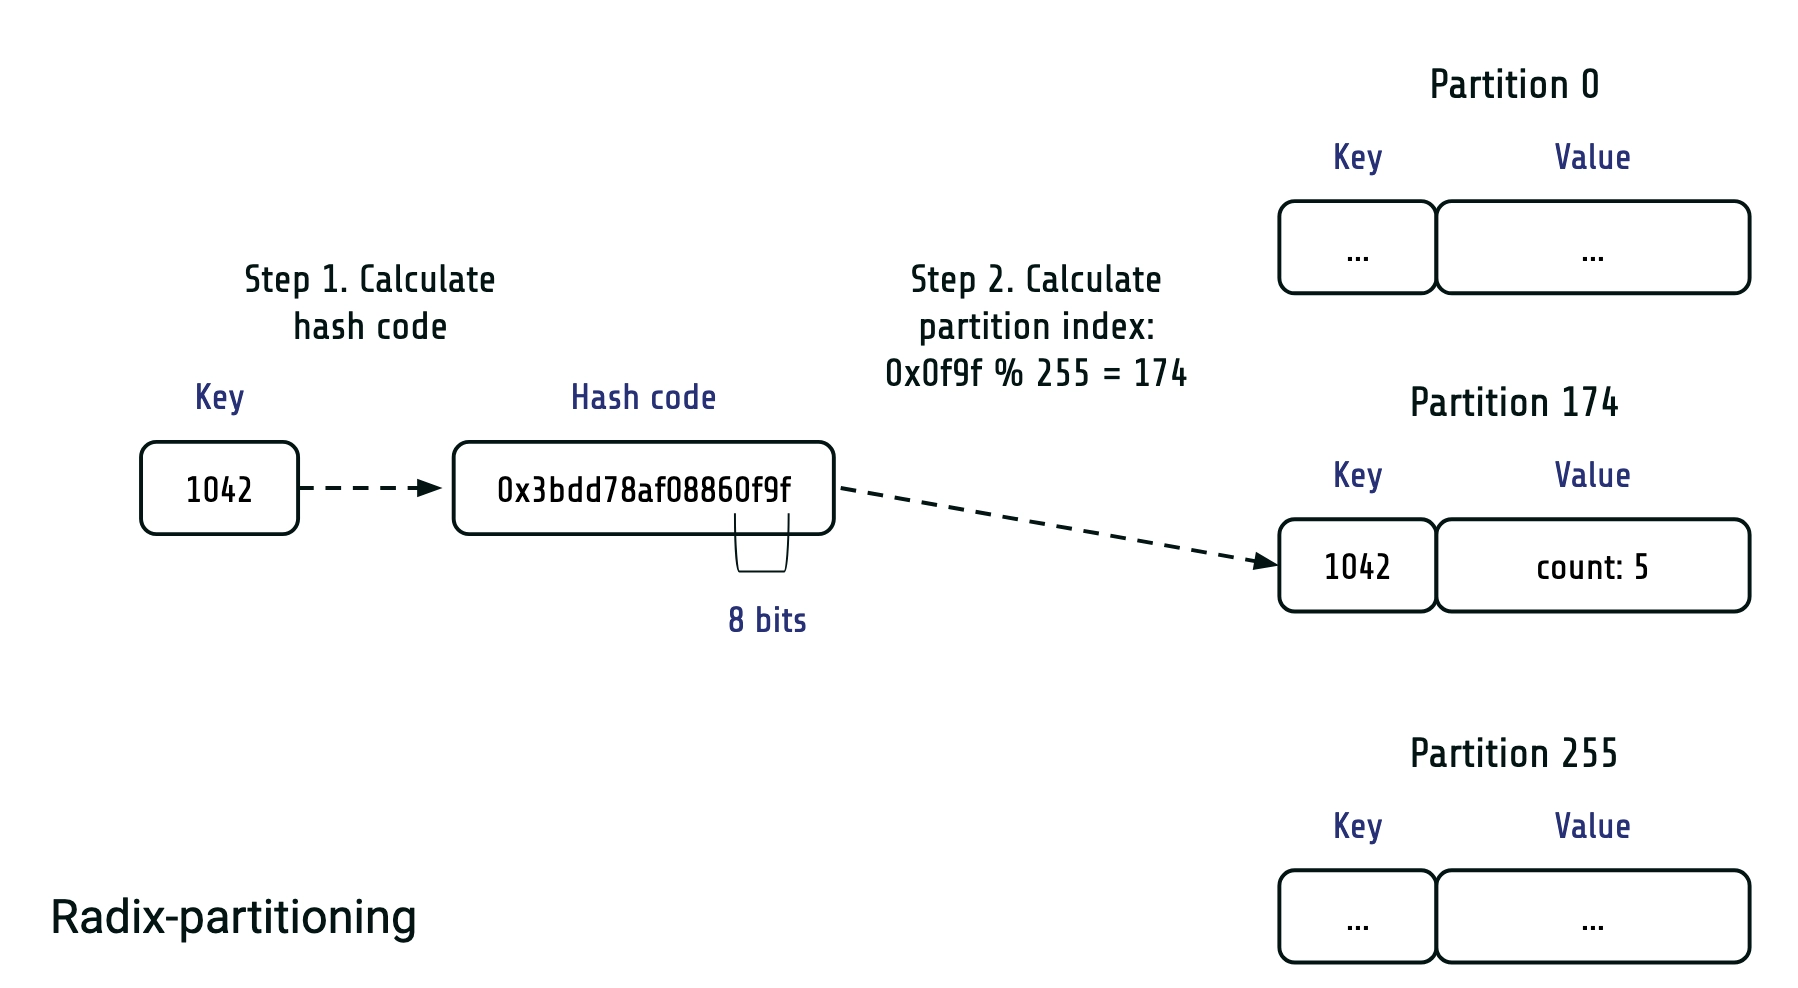 Partition 0
Key
Value
...
...
Step 1. Calculate
hash code
Step 2. Calculate
partition index:
0x0f9f % 255 = 174
Key
Hash code
1042
0x3bdd78af08860f9f
8 bits
Partition 174
Key
Value
1042
count: 5
Partition 255
Key
Value
...
...
Radix-partitioning